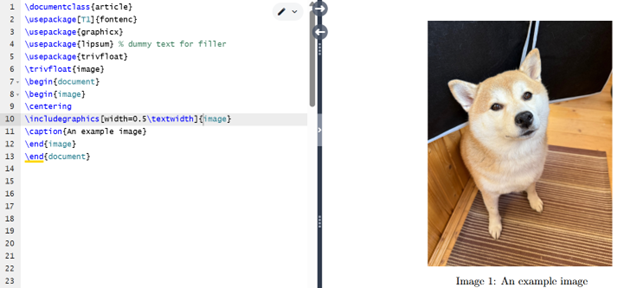 1 \documentclass{article}
2 \usepackage[T1]{fontenc}
3 \usepackage{graphicx}
4 \usepackage{lipsum} % dummy text for filler
5 \usepackage{trivfloat}
6 \trivfloat{image}
7 \begin{document}
8 \begin{image}
9 \centering
10 \includegraphics[width=0.5\textwidth]{image}
11 \caption{An example image}
12 \end{image}
13 \end{document}
14
15
16
17
18
19
20
21
22
23
Image 1: An example image